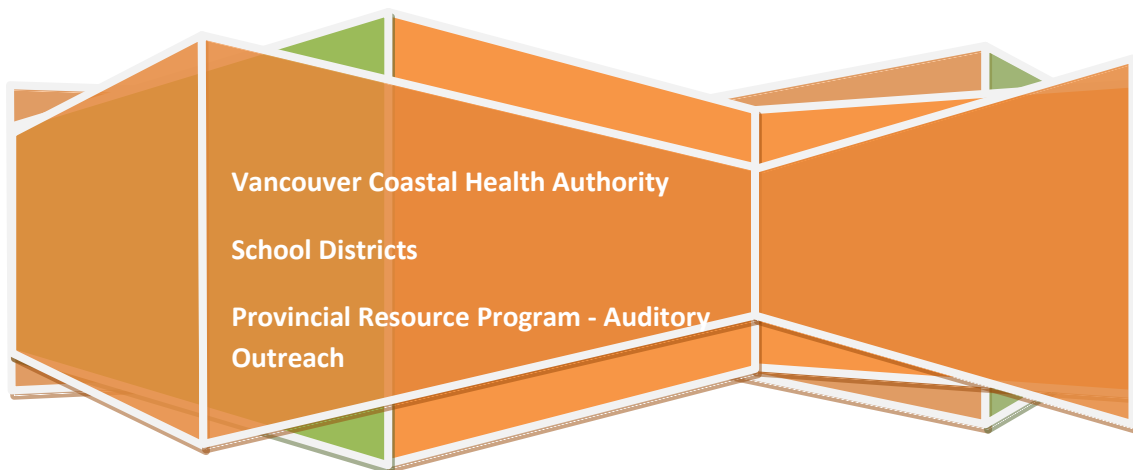 Vancouver Coastal Health Authority
School Districts
Provincial Resource Program - Auditory
Outreach